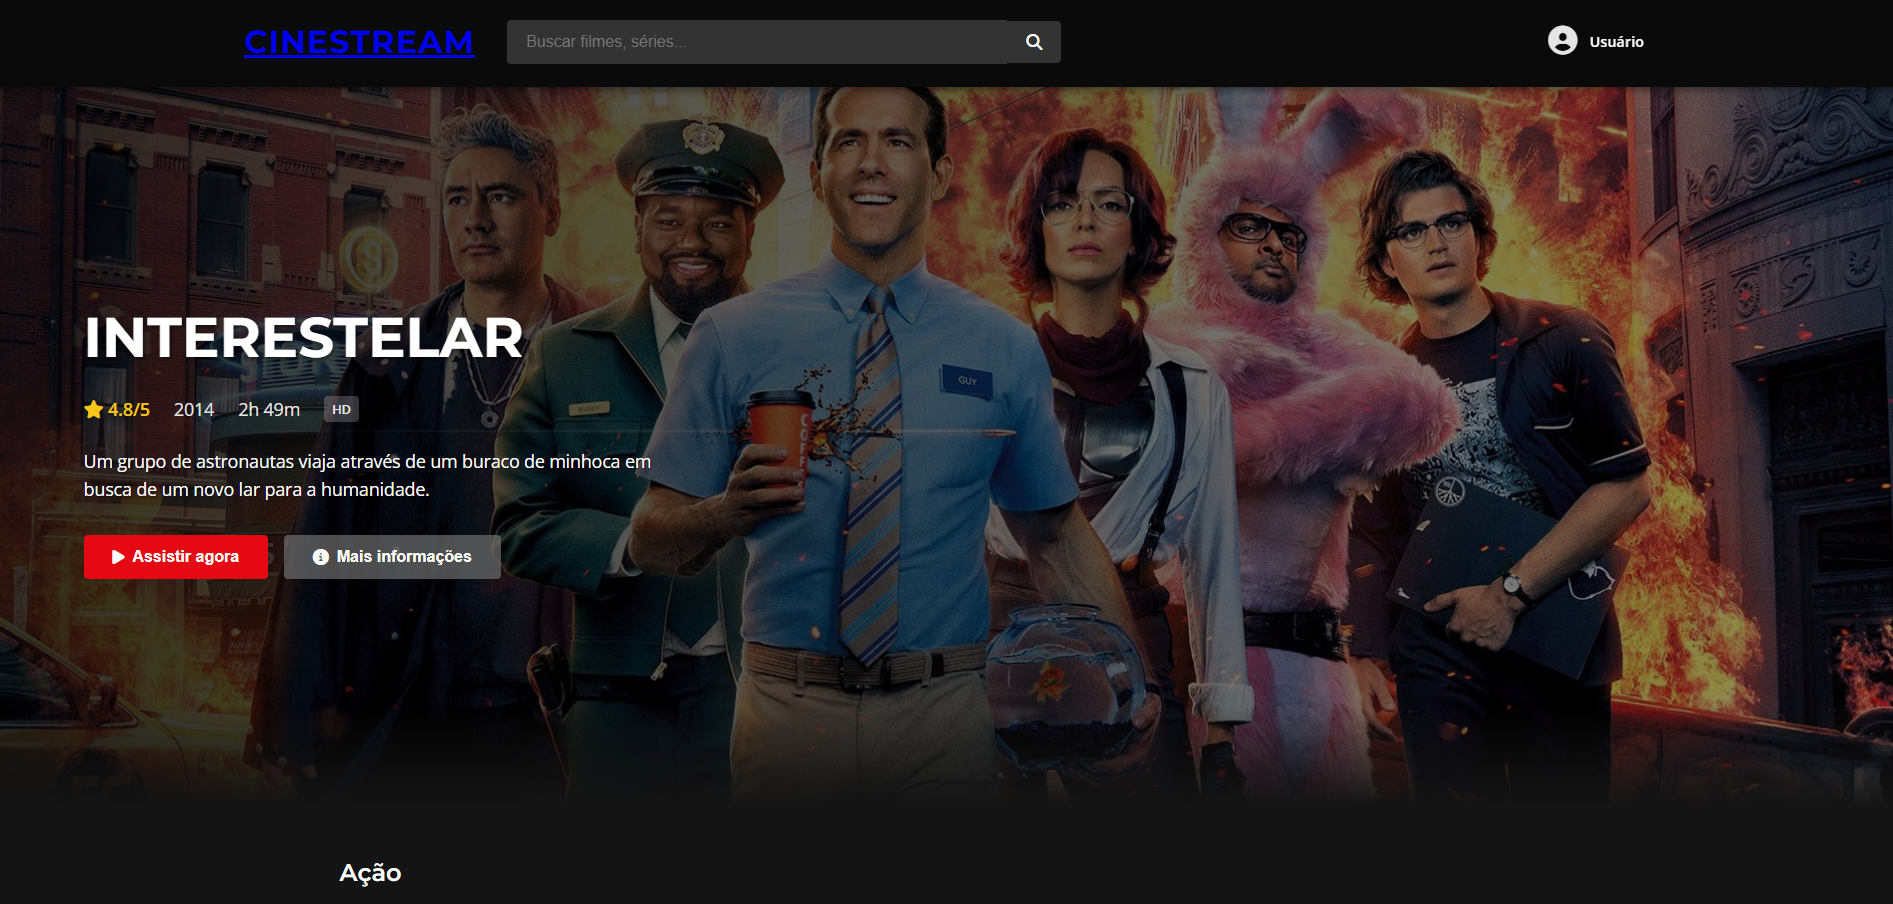 CINESTREAM
Buscar filmes, séries...
Usuário
GUY
BUDDY
INTERESTELAR
4.8/5 2014 2h 49m HD
Um grupo de astronautas viaja através de um buraco de minhoca em
busca de um novo lar para a humanidade.
Assistir agora
Mais informações
Ação